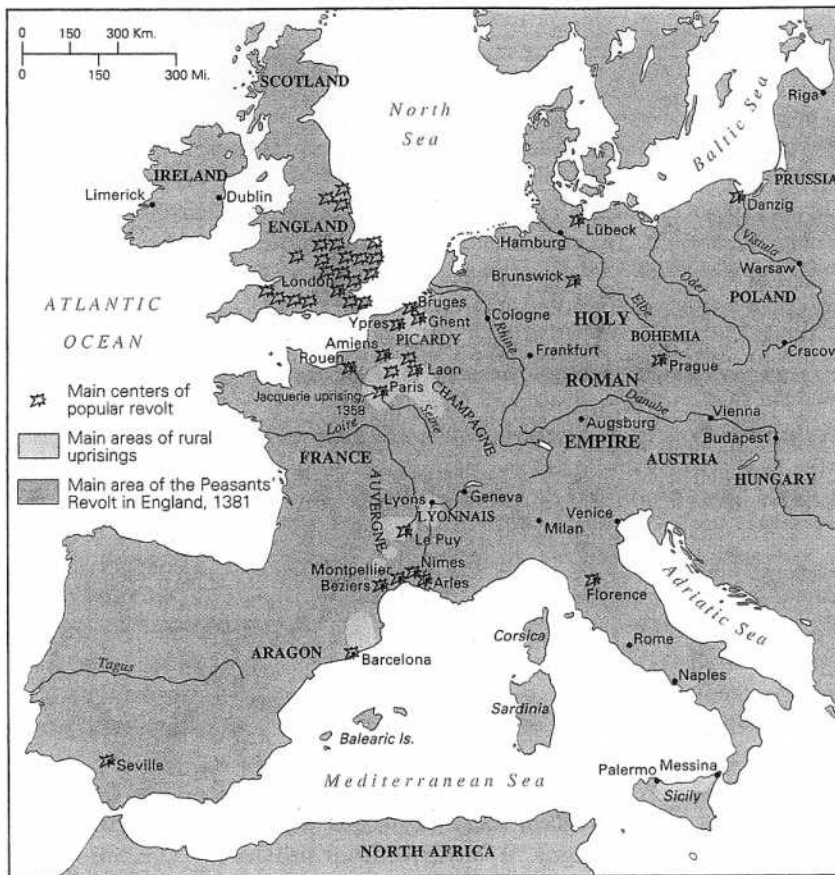 0 150 300 Km.
0 150 300 Mi.
SCOTLAND
North
Sea
Baltic Sea
Riga
IRELAND
PRUSSIA
Limerick
Dublin
Danzig
ENGLAND
Lübeck
Hamburg
Visula
Brunswick
Warsaw
London
Oder
Elbe
POLAND
ATLANTIC
OCEAN
Bruges
Ypres
Ghent
Cologne
HOLY
PICARDY
Rhine
BOHEMIA
Amiens
Rouen
Frankfurt
Cracow
Laon
Prague
Paris
ROMAN
Main centers of
popular revolt
Jacquerie uprising,
1358
CHAMPAGNE
Seine
Danube
Vienna
Loire
Augsburg
Budapest
Main areas of rural
uprisings
FRANCE
EMPIRE
AUSTRIA
HUNGARY
Main area of the Peasants'
Revolt in England, 1381
AUVERGNE
Lyons
Geneva
LYONNAIS
Venice
Milan
Le Puy
Montpellier
Nimes
Beziers
Arles
Florence
Adriatic Sea
Corsica
ARAGON
Rome
Barcelona
Tagus
Naples
Sardinia
Balearic Is.
Seville
Palermo
Messina
Mediterranean Sea
Sicily
NORTH AFRICA